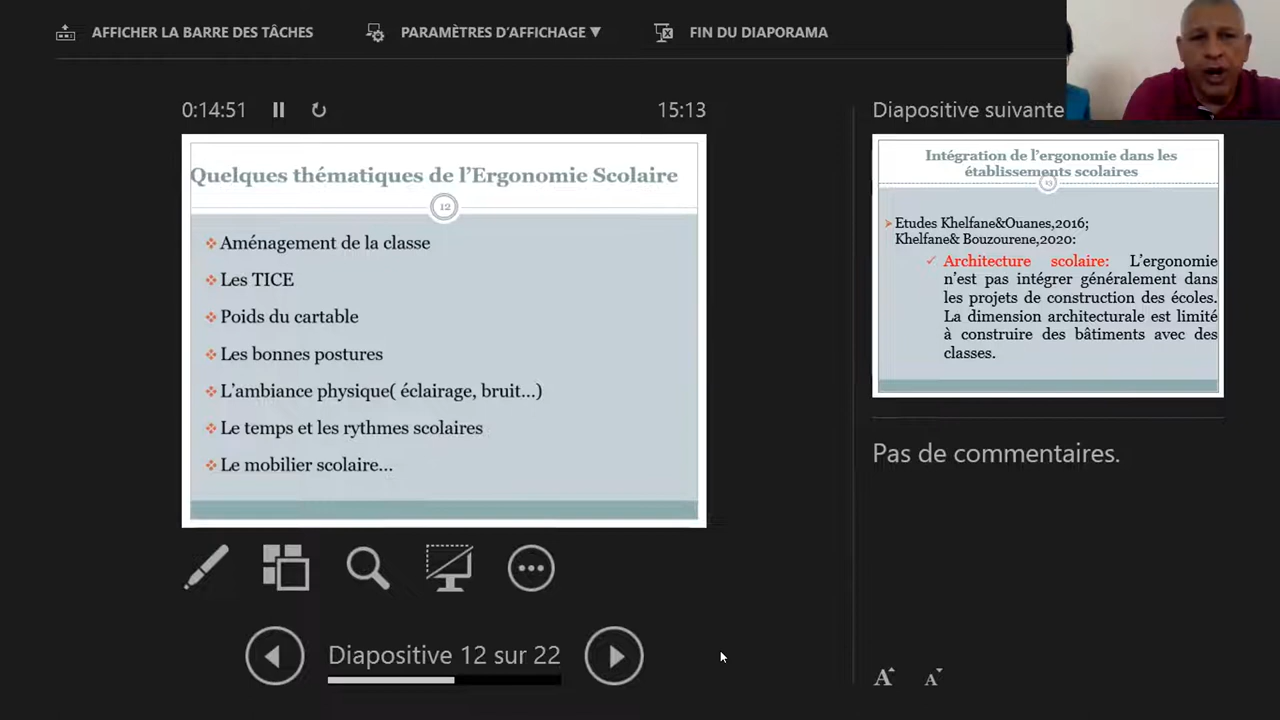 AFFICHER LA BARRE DES TÂCHES
PARAMÈTRES D'AFFICHAGE ▼
FIN DU DIAPORAMA
0:14:51
15:13
Quelques thématiques de l'Ergonomie Scolaire
12
Aménagement de la classe
Les TICE
Poids du cartable
Les bonnes postures
L'ambiance physique( éclairage, bruit...)
Le temps et les rythmes scolaires
Le mobilier scolaire...
Diapositive 12 sur 22
Diapositive suivante
Intégration de l'ergonomie dans les
établissements scolaires
13
Etudes Khelfane&Ouanes,2016;
Khelfane& Bouzourene,2020:
Architecture scolaire: L'ergonomie
n'est pas intégrer généralement dans
les projets de construction des écoles.
La dimension architecturale est limité
à construire des bâtiments avec des
classes.
Pas de commentaires.
A A